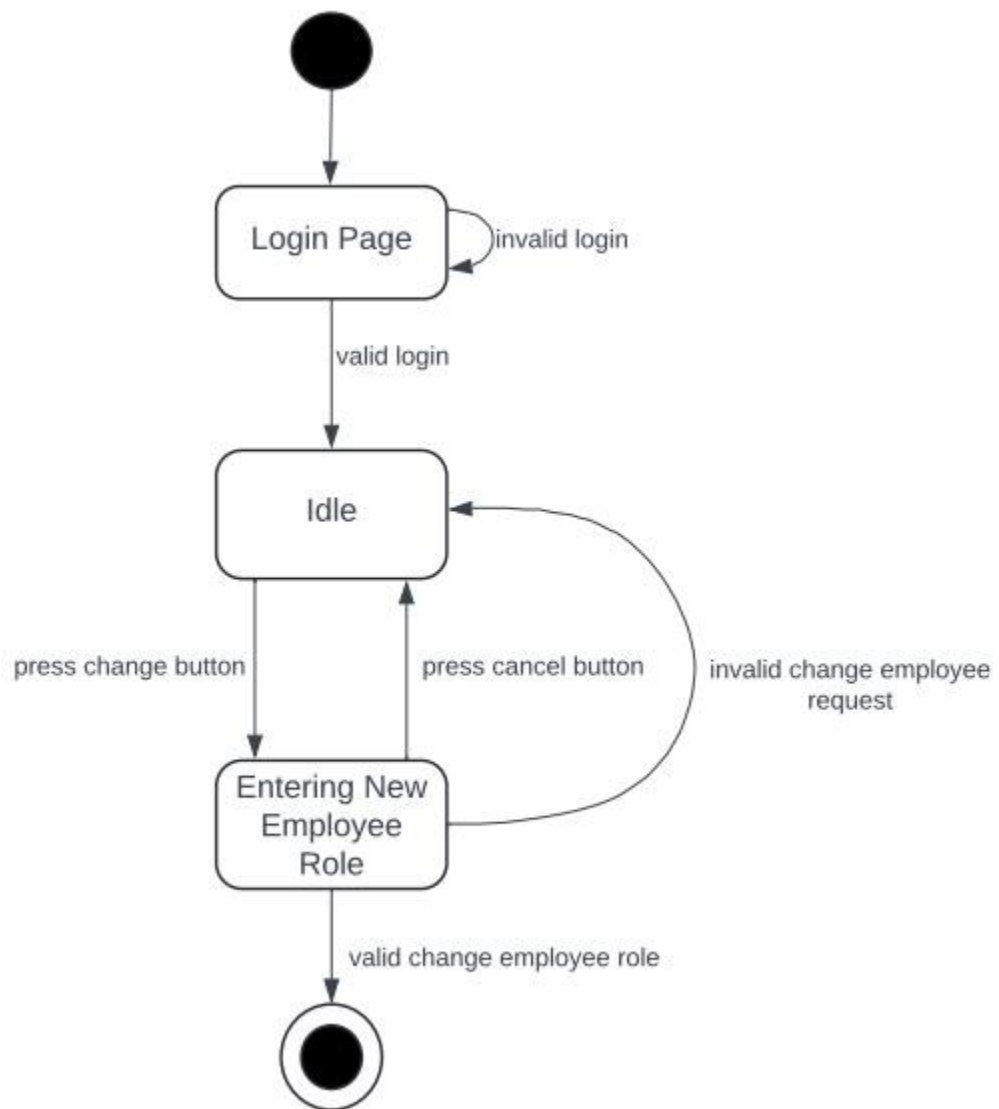 Login Page
invalid login
valid login
Idle
press change button
press cancel button
invalid change employee
request
Entering New
Employee
Role
valid change employee role